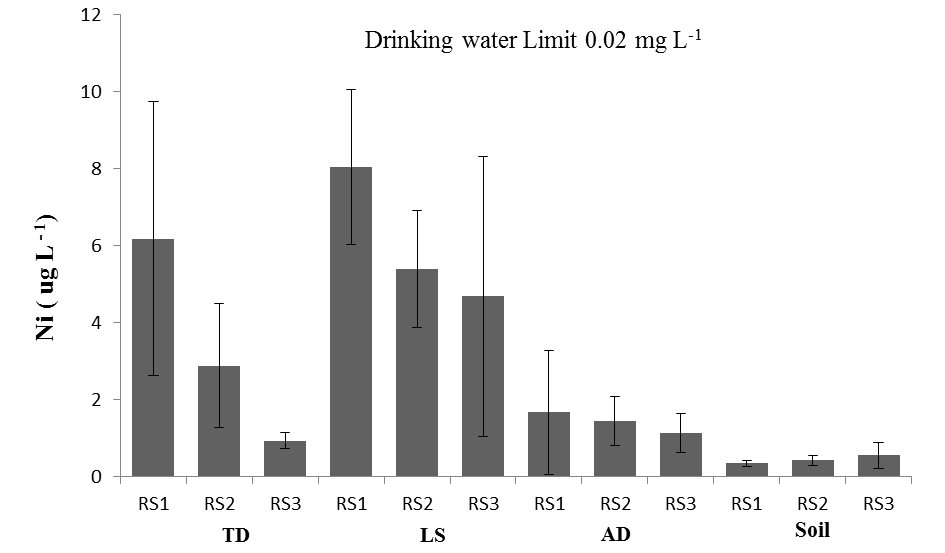 Drinking water Limit 0.02 mg L-1
Ni ( ug L -1)
12
10
8
6
4
2
0
RS1 RS2 RS3 RS1 RS2 RS3 RS1 RS2 RS3 RS1 RS2 RS3
TD LS AD Soil